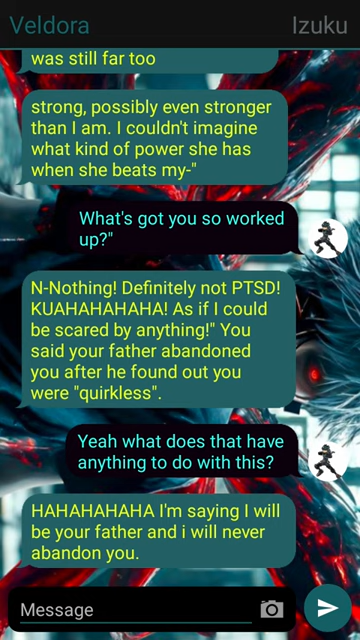 Veldora
Izuku
was still far too
strong, possibly even stronger
than I am. I couldn't imagine
what kind of power she has
when she beats my-"
What's got you so worked
up?"
N-Nothing! Definitely not PTSD!
KUAHAHAHAHA! As if I could
be scared by anything!" You
said your father abandoned
you after he found out you
were "quirkless".
Yeah what does that have
anything to do with this?
HAHAHAHAHA I'm saying I will
be your father and i will never
abandon you.
Message